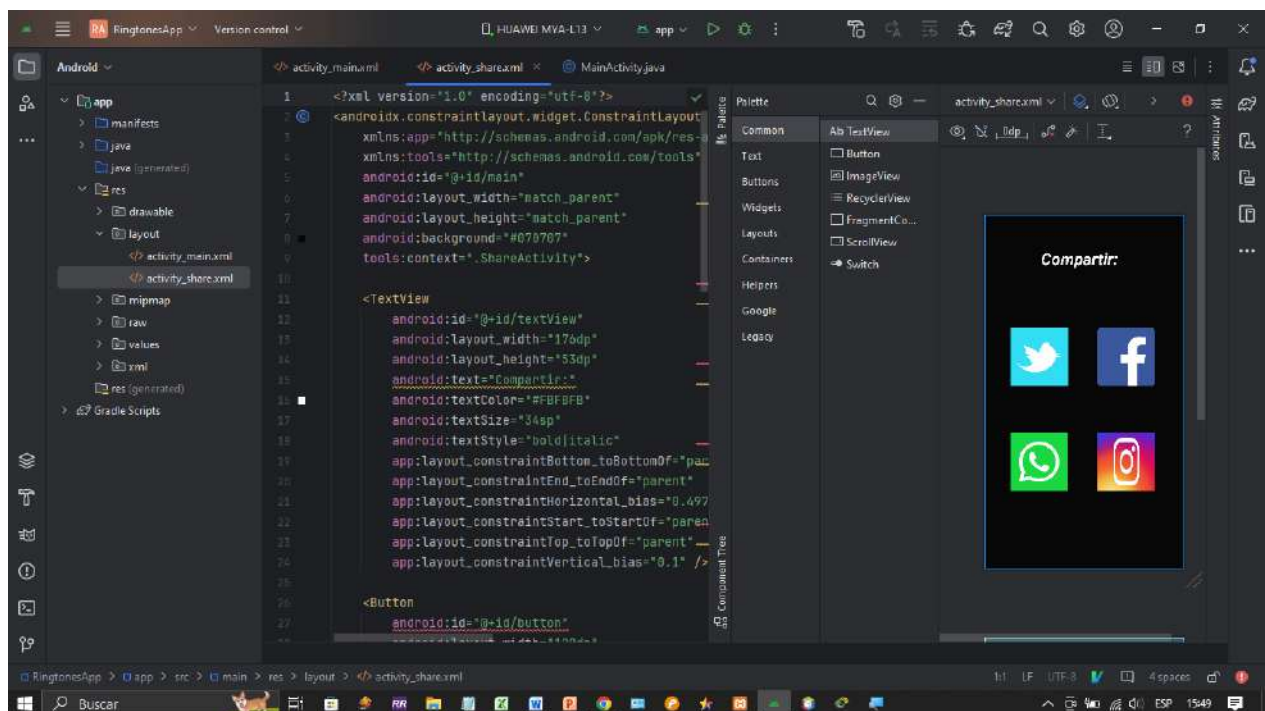 RA RingtonesApp Version control HUAWEI MYA-L13 app
Android activity_main.xml activity_share.xml MainActivity.java
app
manifests
java
java (generated)
res
drawable
layout
activity_main.xml
activity_share.xml
mipmap
raw
values
xml
res (generated)
Gradle Scripts
1 <?xml version="1.0" encoding="utf-8"?>
2 <androidx.constraintlayout.widget.ConstraintLayout
3 xmlns:app="http://schemas.android.com/apk/res-a
4 xmlns:tools="http://schemas.android.com/tools"
5 android:id="@+id/main"
6 android:layout_width="match_parent"
7 android:layout_height="match_parent"
8 android:background="#070707"
9 tools:context=".ShareActivity">
10
11 <TextView
12 android:id="@+id/textView"
13 android:layout_width="176dp"
14 android:layout_height="53dp"
15 android:text="Compartir:"
16 android:textColor="#FBFBFB"
17 android:textSize="34sp"
18 android:textStyle="bold|italic"
19 app:layout_constraintBottom_toBottomOf="par
20 app:layout_constraintEnd_toEndOf="parent"
21 app:layout_constraintHorizontal_bias="0.497
22 app:layout_constraintStart_toStartOf="paren
23 app:layout_constraintTop_toTopOf="parent"
24 app:layout_constraintVertical_bias="0.1" />
25
26 <Button
27 android:id="@+id/button"
Palette
Component Tree
Palette
Common
Text
Buttons
Widgets
Layouts
Containers
Helpers
Google
Legacy
Ab TextView
Button
ImageView
RecyclerView
FragmentCo...
ScrollView
Switch
activity_share.xml
0dp
Attributes
Compartir:
RingtonesApp > app > src > main > res > layout > activity_share.xml
1:1 LF UTF-8 4 spaces
Buscar
ESP 15:49